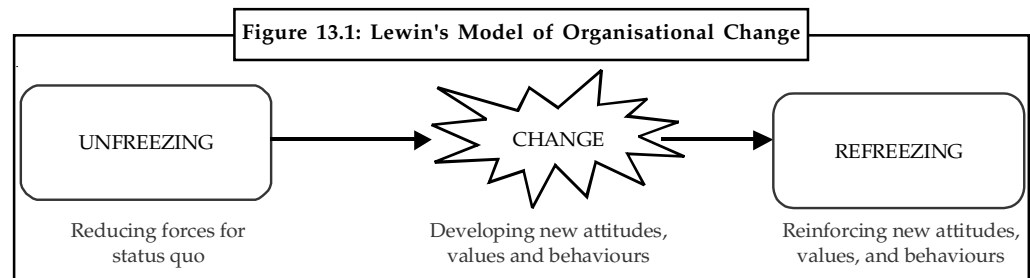 Figure 13.1: Lewin's Model of Organisational Change
UNFREEZING
CHANGE
REFREEZING
Reducing forces for
status quo
Developing new attitudes,
values and behaviours
Reinforcing new attitudes,
values, and behaviours